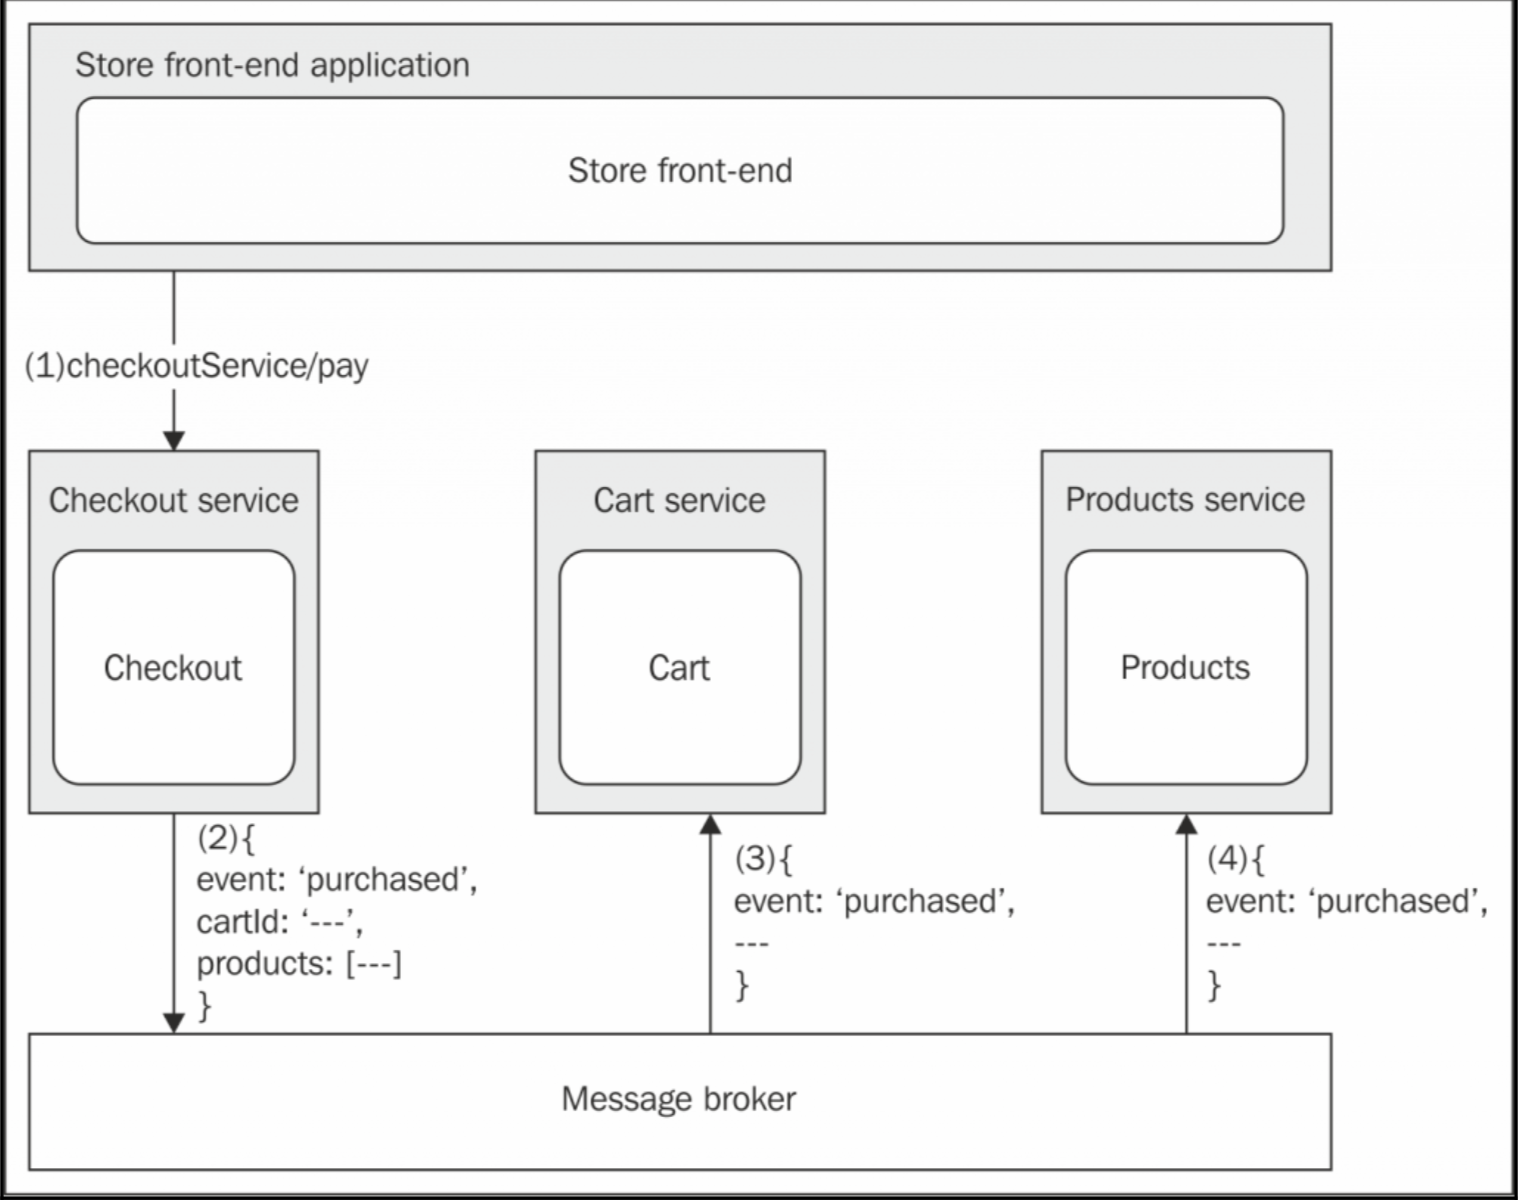 Store front-end application
Store front-end
(1)checkoutService/pay
Checkout service
Checkout
Cart service
Cart
Products service
Products
(2){
event: ‘purchased’,
cartId: ‘---’,
products: [---]
}
(3){
event: ‘purchased’,
---
}
(4){
event: ‘purchased’,
---
}
Message broker